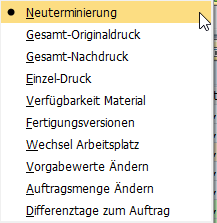 Neuterminierung
Gesamt-Originaldruck
Gesamt-Nachdruck
Einzel-Druck
Verfügbarkeit Material
Fertigungsversionen
Wechsel Arbeitsplatz
Vorgabewerte Ändern
Auftragsmenge Ändern
Differenztage zum Auftrag